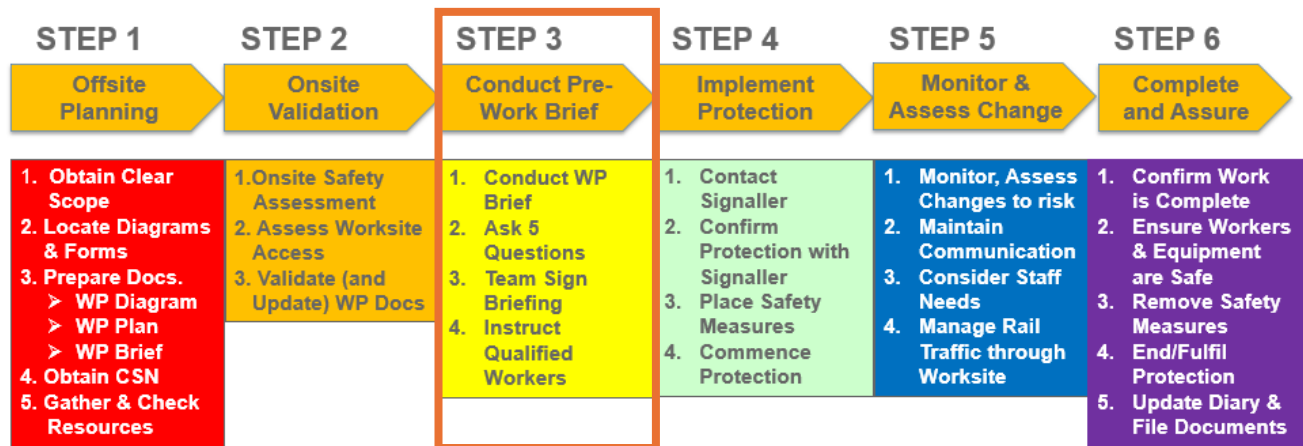 STEP 1
Offsite
Planning
1. Obtain Clear
Scope
2. Locate Diagrams
& Forms
3. Prepare Docs.
➢ WP Diagram
➢ WP Plan
➢ WP Brief
4. Obtain CSN
5. Gather & Check
Resources
STEP 2
Onsite
Validation
1.Onsite Safety
Assessment
2. Assess Worksite
Access
3. Validate (and
Update) WP Docs
STEP 3
Conduct Pre-
Work Brief
1. Conduct WP
Brief
2. Ask 5
Questions
3. Team Sign
Briefing
4. Instruct
Qualified
Workers
STEP 4
Implement
Protection
1. Contact
Signaller
2. Confirm
Protection with
Signaller
3. Place Safety
Measures
4. Commence
Protection
STEP 5
Monitor &
Assess Change
1. Monitor, Assess
Changes to risk
2. Maintain
Communication
3. Consider Staff
Needs
4. Manage Rail
Traffic through
Worksite
STEP 6
Complete
and Assure
1. Confirm Work
is Complete
2. Ensure Workers
& Equipment
are Safe
3. Remove Safety
Measures
4. End/Fulfil
Protection
5. Update Diary &
File Documents